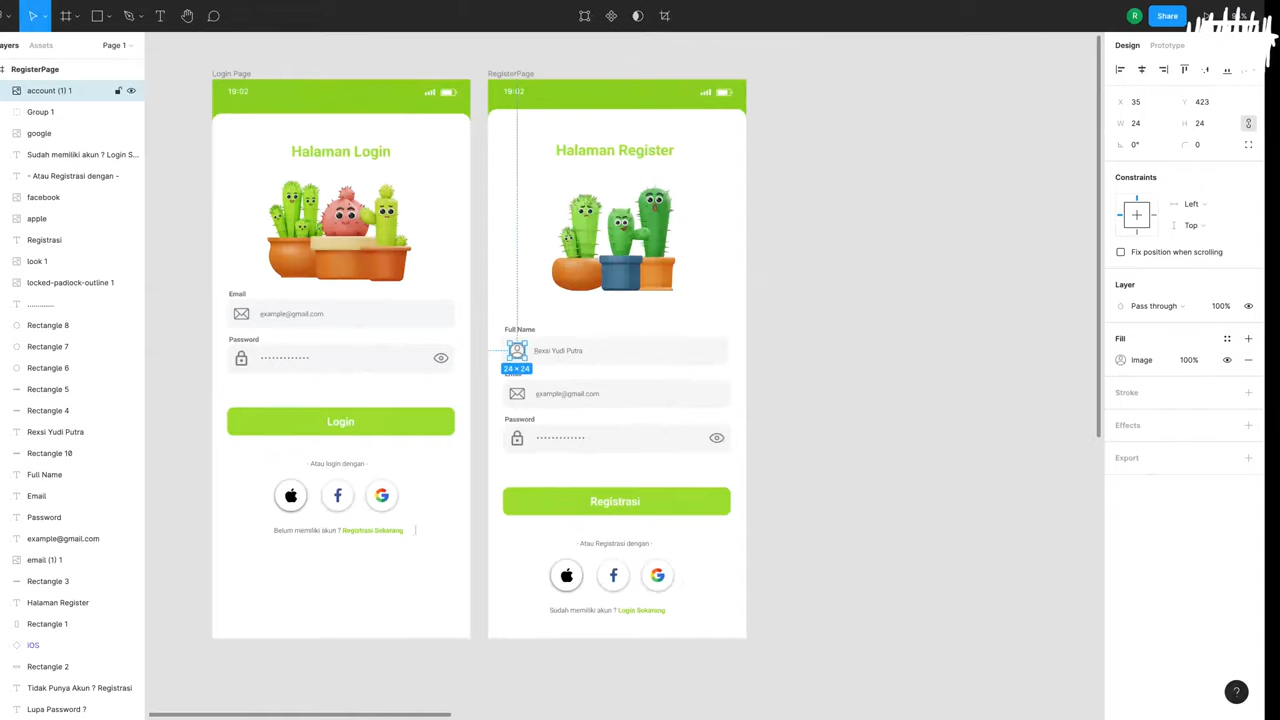 R
Share
ayers
Assets
Page 1
RegisterPage
account (1) 1
Group 1
google
Sudah memiliki akun ? Login S...
- Atau Registrasi dengan -
facebook
apple
Registrasi
look 1
locked-padlock-outline 1
.............
Rectangle 8
Rectangle 7
Rectangle 6
Rectangle 5
Rectangle 4
Rexsi Yudi Putra
Rectangle 10
Full Name
Email
Password
example@gmail.com
email (1) 1
Rectangle 3
Halaman Register
Rectangle 1
iOS
Rectangle 2
Tidak Punya Akun ? Registrasi
Lupa Password ?
Login Page
19:02
Halaman Login
Email
example@gmail.com
Password
•••••••••••••
Login
- Atau login dengan -
Belum memiliki akun ? Registrasi Sekarang
RegisterPage
19:02
Halaman Register
Full Name
Rexsi Yudi Putra
24 × 24
example@gmail.com
Password
•••••••••••••
Registrasi
- Atau Registrasi dengan -
Sudah memiliki akun ? Login Sekarang
Design
Prototype
X 35
Y 423
W 24
H 24
0°
0
Constraints
Left
Top
Fix position when scrolling
Layer
Pass through
100%
Fill
Image
100%
Stroke
Effects
Export
?